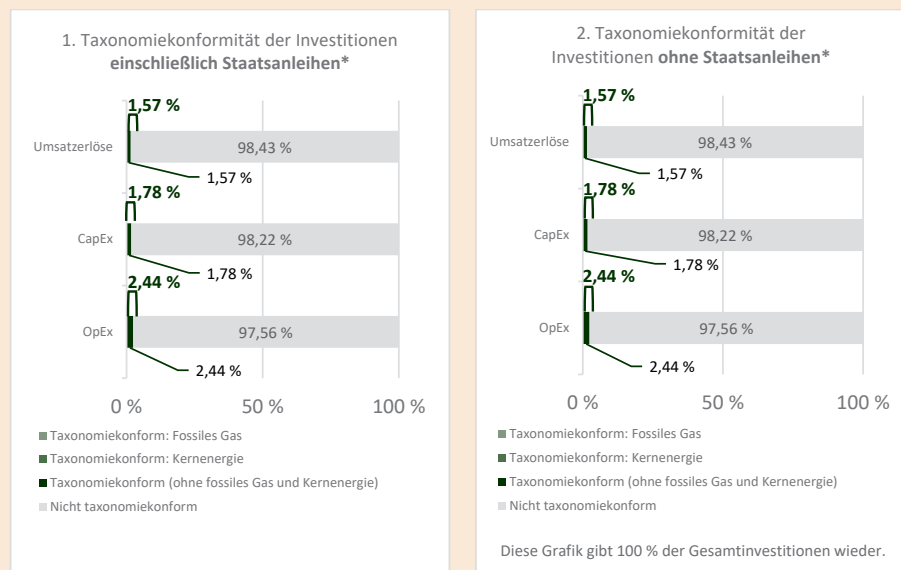 1. Taxonomiekonformität der Investitionen
einschließlich Staatsanleihen*
1,57 %
Umsatzerlöse
98,43 %
1,57 %
1,78 %
CapEx
98,22 %
1,78 %
2,44 %
OpEx
97,56 %
2,44 %
0 %
50 %
100 %
Taxonomiekonform: Fossiles Gas
Taxonomiekonform: Kernenergie
Taxonomiekonform (ohne fossiles Gas und Kernenergie)
Nicht taxonomiekonform
2. Taxonomiekonformität der
Investitionen ohne Staatsanleihen*
1,57 %
Umsatzerlöse
98,43 %
1,57 %
1,78 %
CapEx
98,22 %
1,78 %
2,44 %
OpEx
97,56 %
2,44 %
0 %
50 %
100 %
Taxonomiekonform: Fossiles Gas
Taxonomiekonform: Kernenergie
Taxonomiekonform (ohne fossiles Gas und Kernenergie)
Nicht taxonomiekonform
Diese Grafik gibt 100 % der Gesamtinvestitionen wieder.